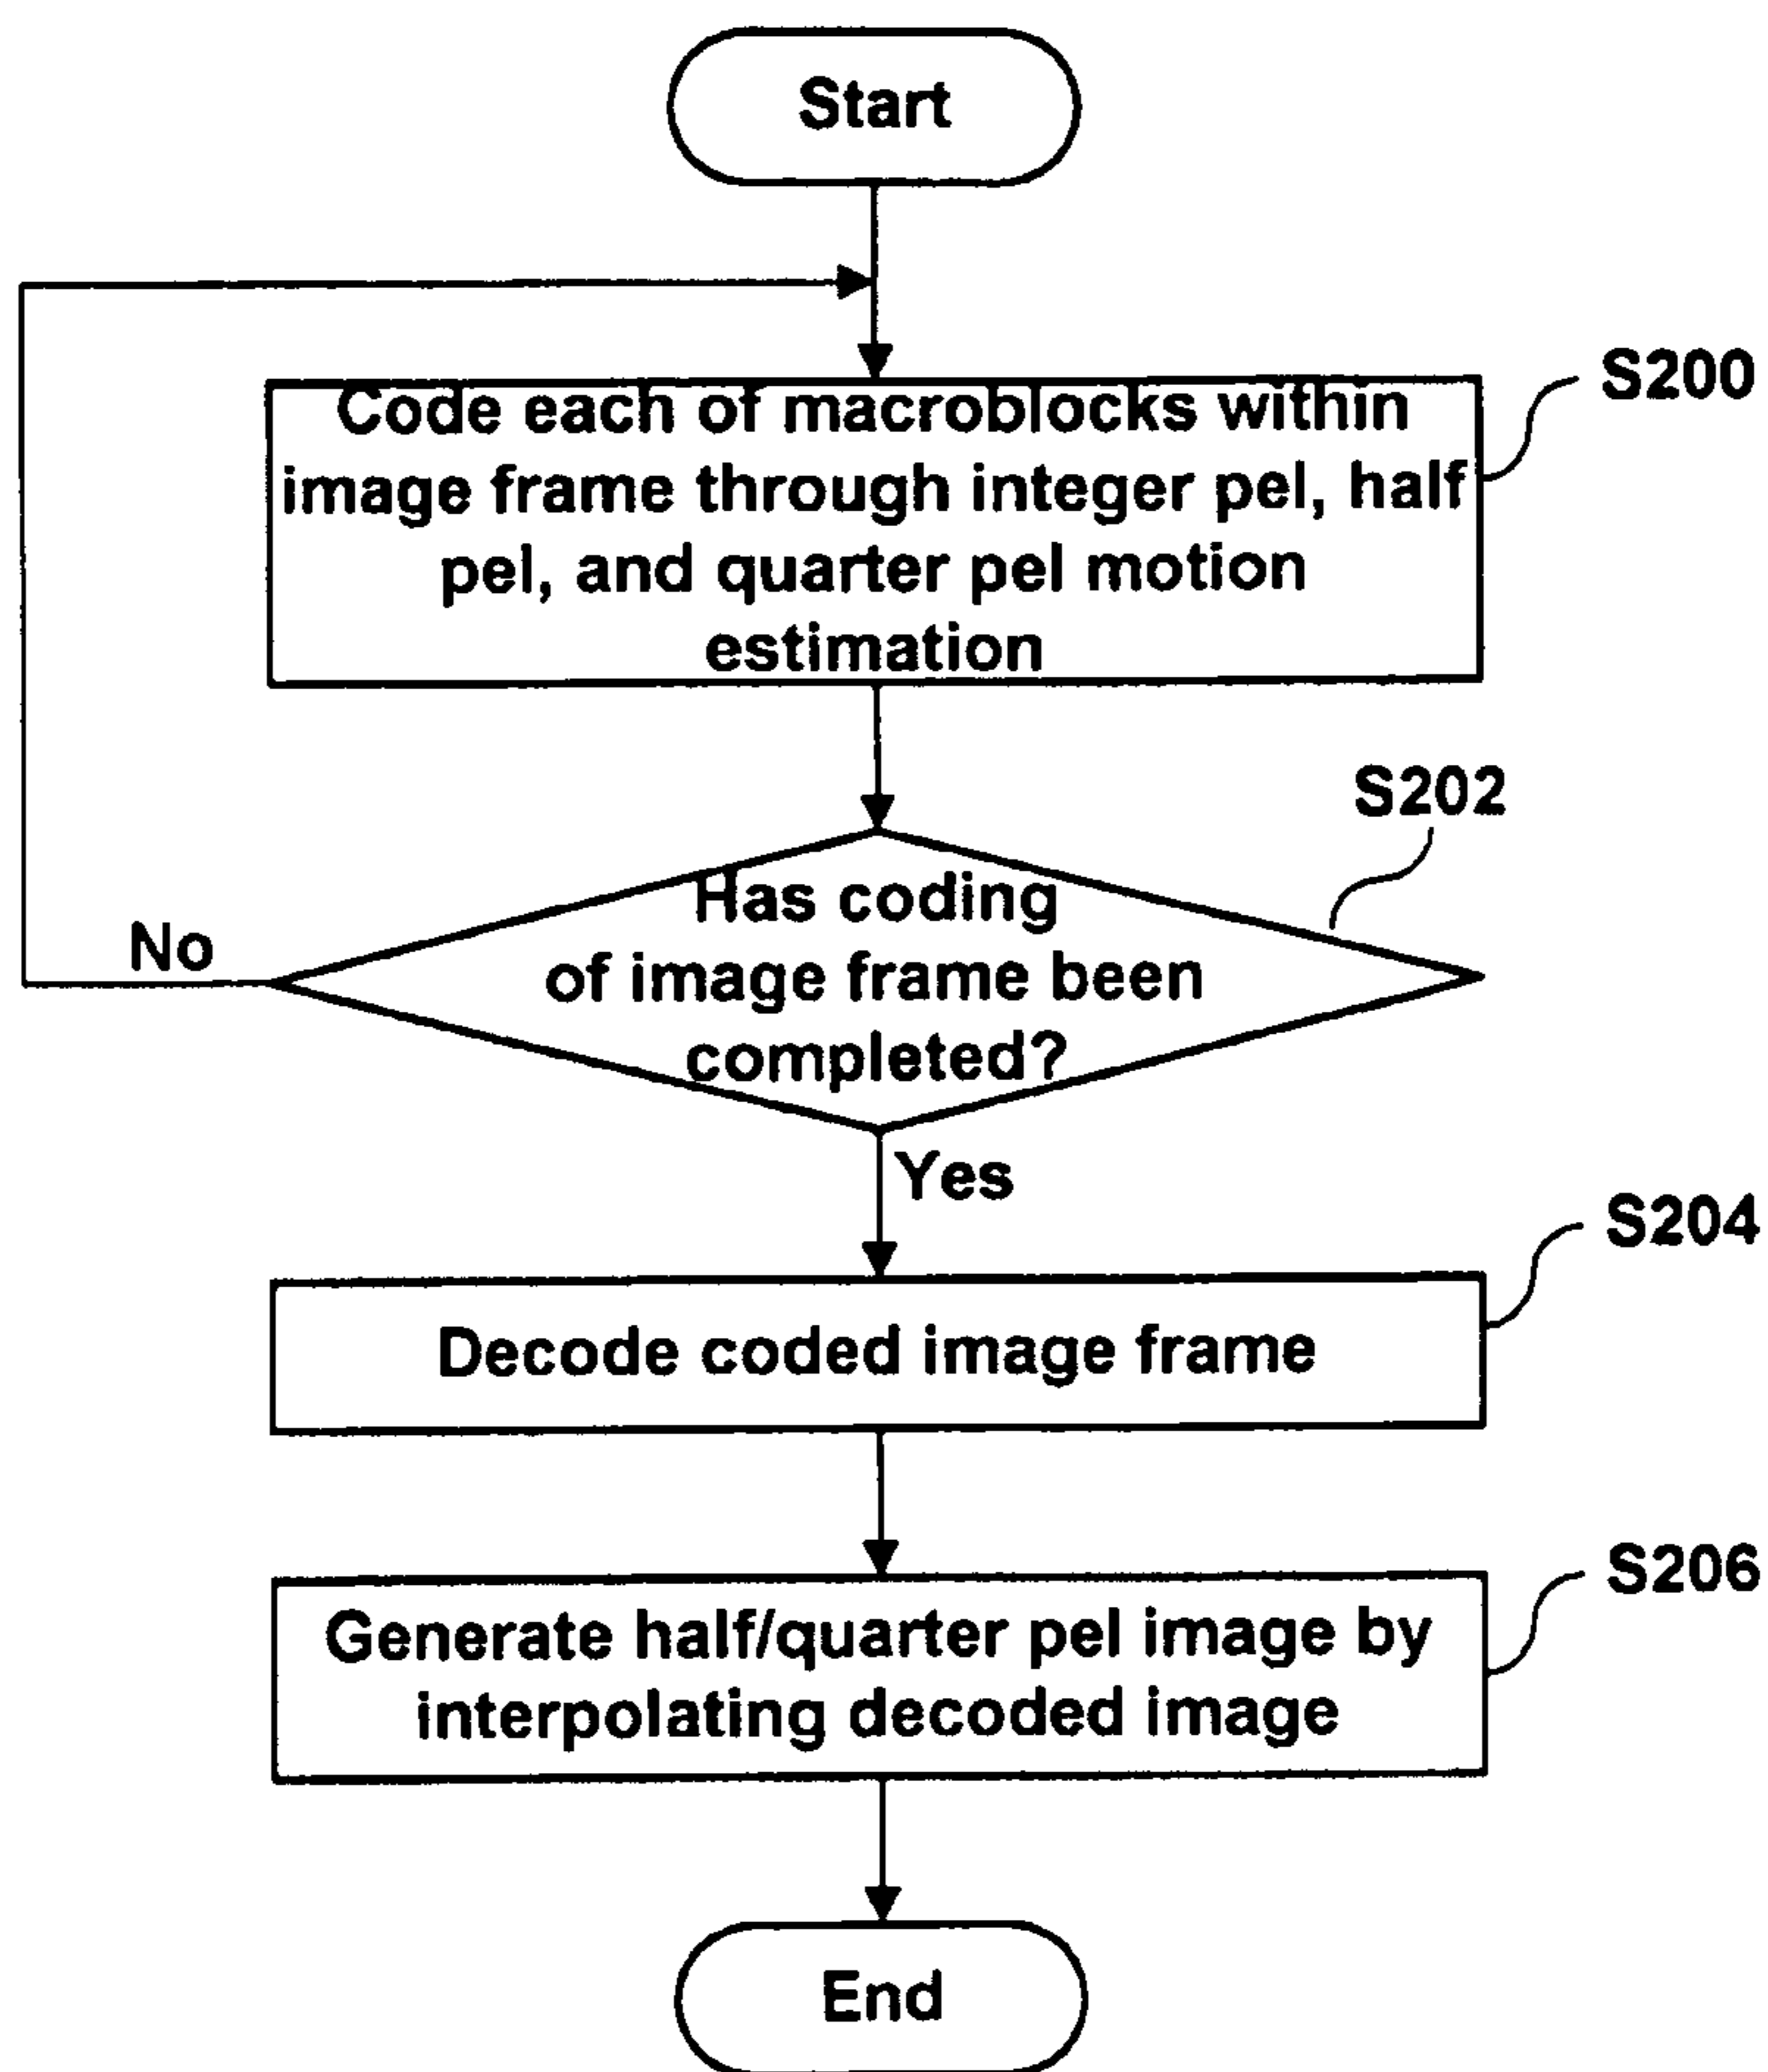 Start
S200
Code each of macroblocks within
image frame through integer pel, half
pel, and quarter pel motion
estimation
S202
Has coding
of image frame been
completed?
No
Yes
S204
Decode coded image frame
S206
Generate half/quarter pel image by
interpolating decoded image
End